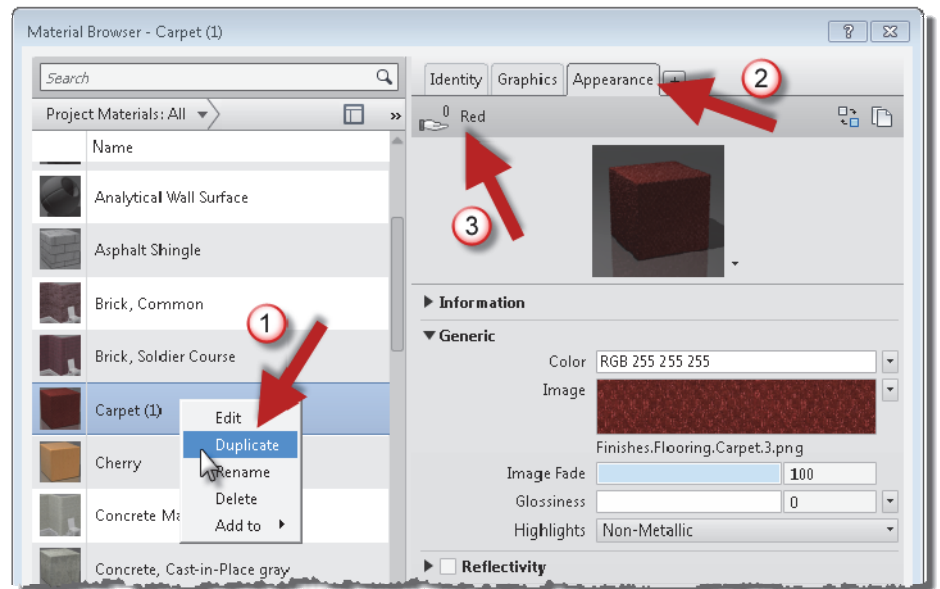 Material Browser - Carpet (1)
?
Search
Project Materials: All
»
Name
Analytical Wall Surface
Asphalt Shingle
Brick, Common
Brick, Soldier Course
Carpet (1)
Cherry
Concrete Ma
Concrete, Cast-in-Place gray
1
Edit
Duplicate
Rename
Delete
Add to
Identity Graphics Appearance +
2
0 Red
3
Information
Generic
Color RGB 255 255 255
Image
Finishes.Flooring.Carpet.3.png
Image Fade 100
Glossiness 0
Highlights Non-Metallic
Reflectivity